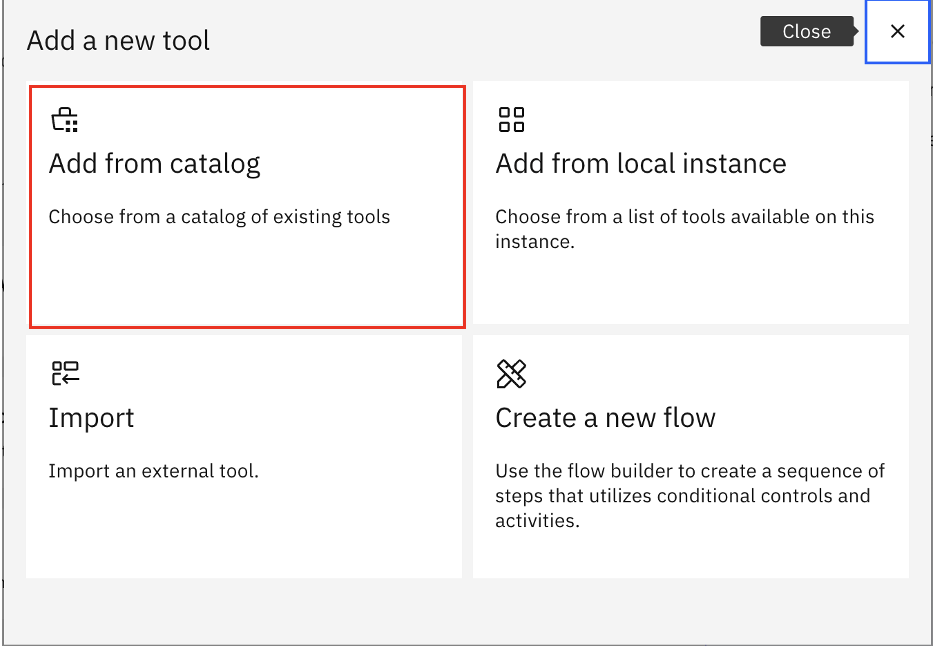 Add a new tool
Close
Add from catalog
Choose from a catalog of existing tools
Add from local instance
Choose from a list of tools available on this
instance.
Import
Import an external tool.
Create a new flow
Use the flow builder to create a sequence of
steps that utilizes conditional controls and
activities.